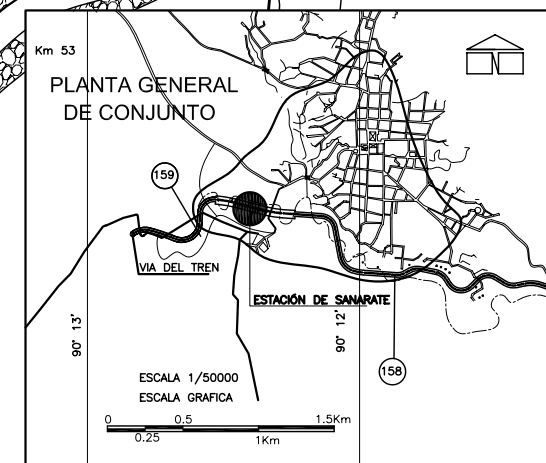 Km 53
PLANTA GENERAL
DE CONJUNTO
159
VIA DEL TREN
ESTACIÓN DE SANARATE
90° 13'
90° 12'
158
ESCALA 1/50000
ESCALA GRAFICA
0 0.5 1.5Km
0.25 1Km